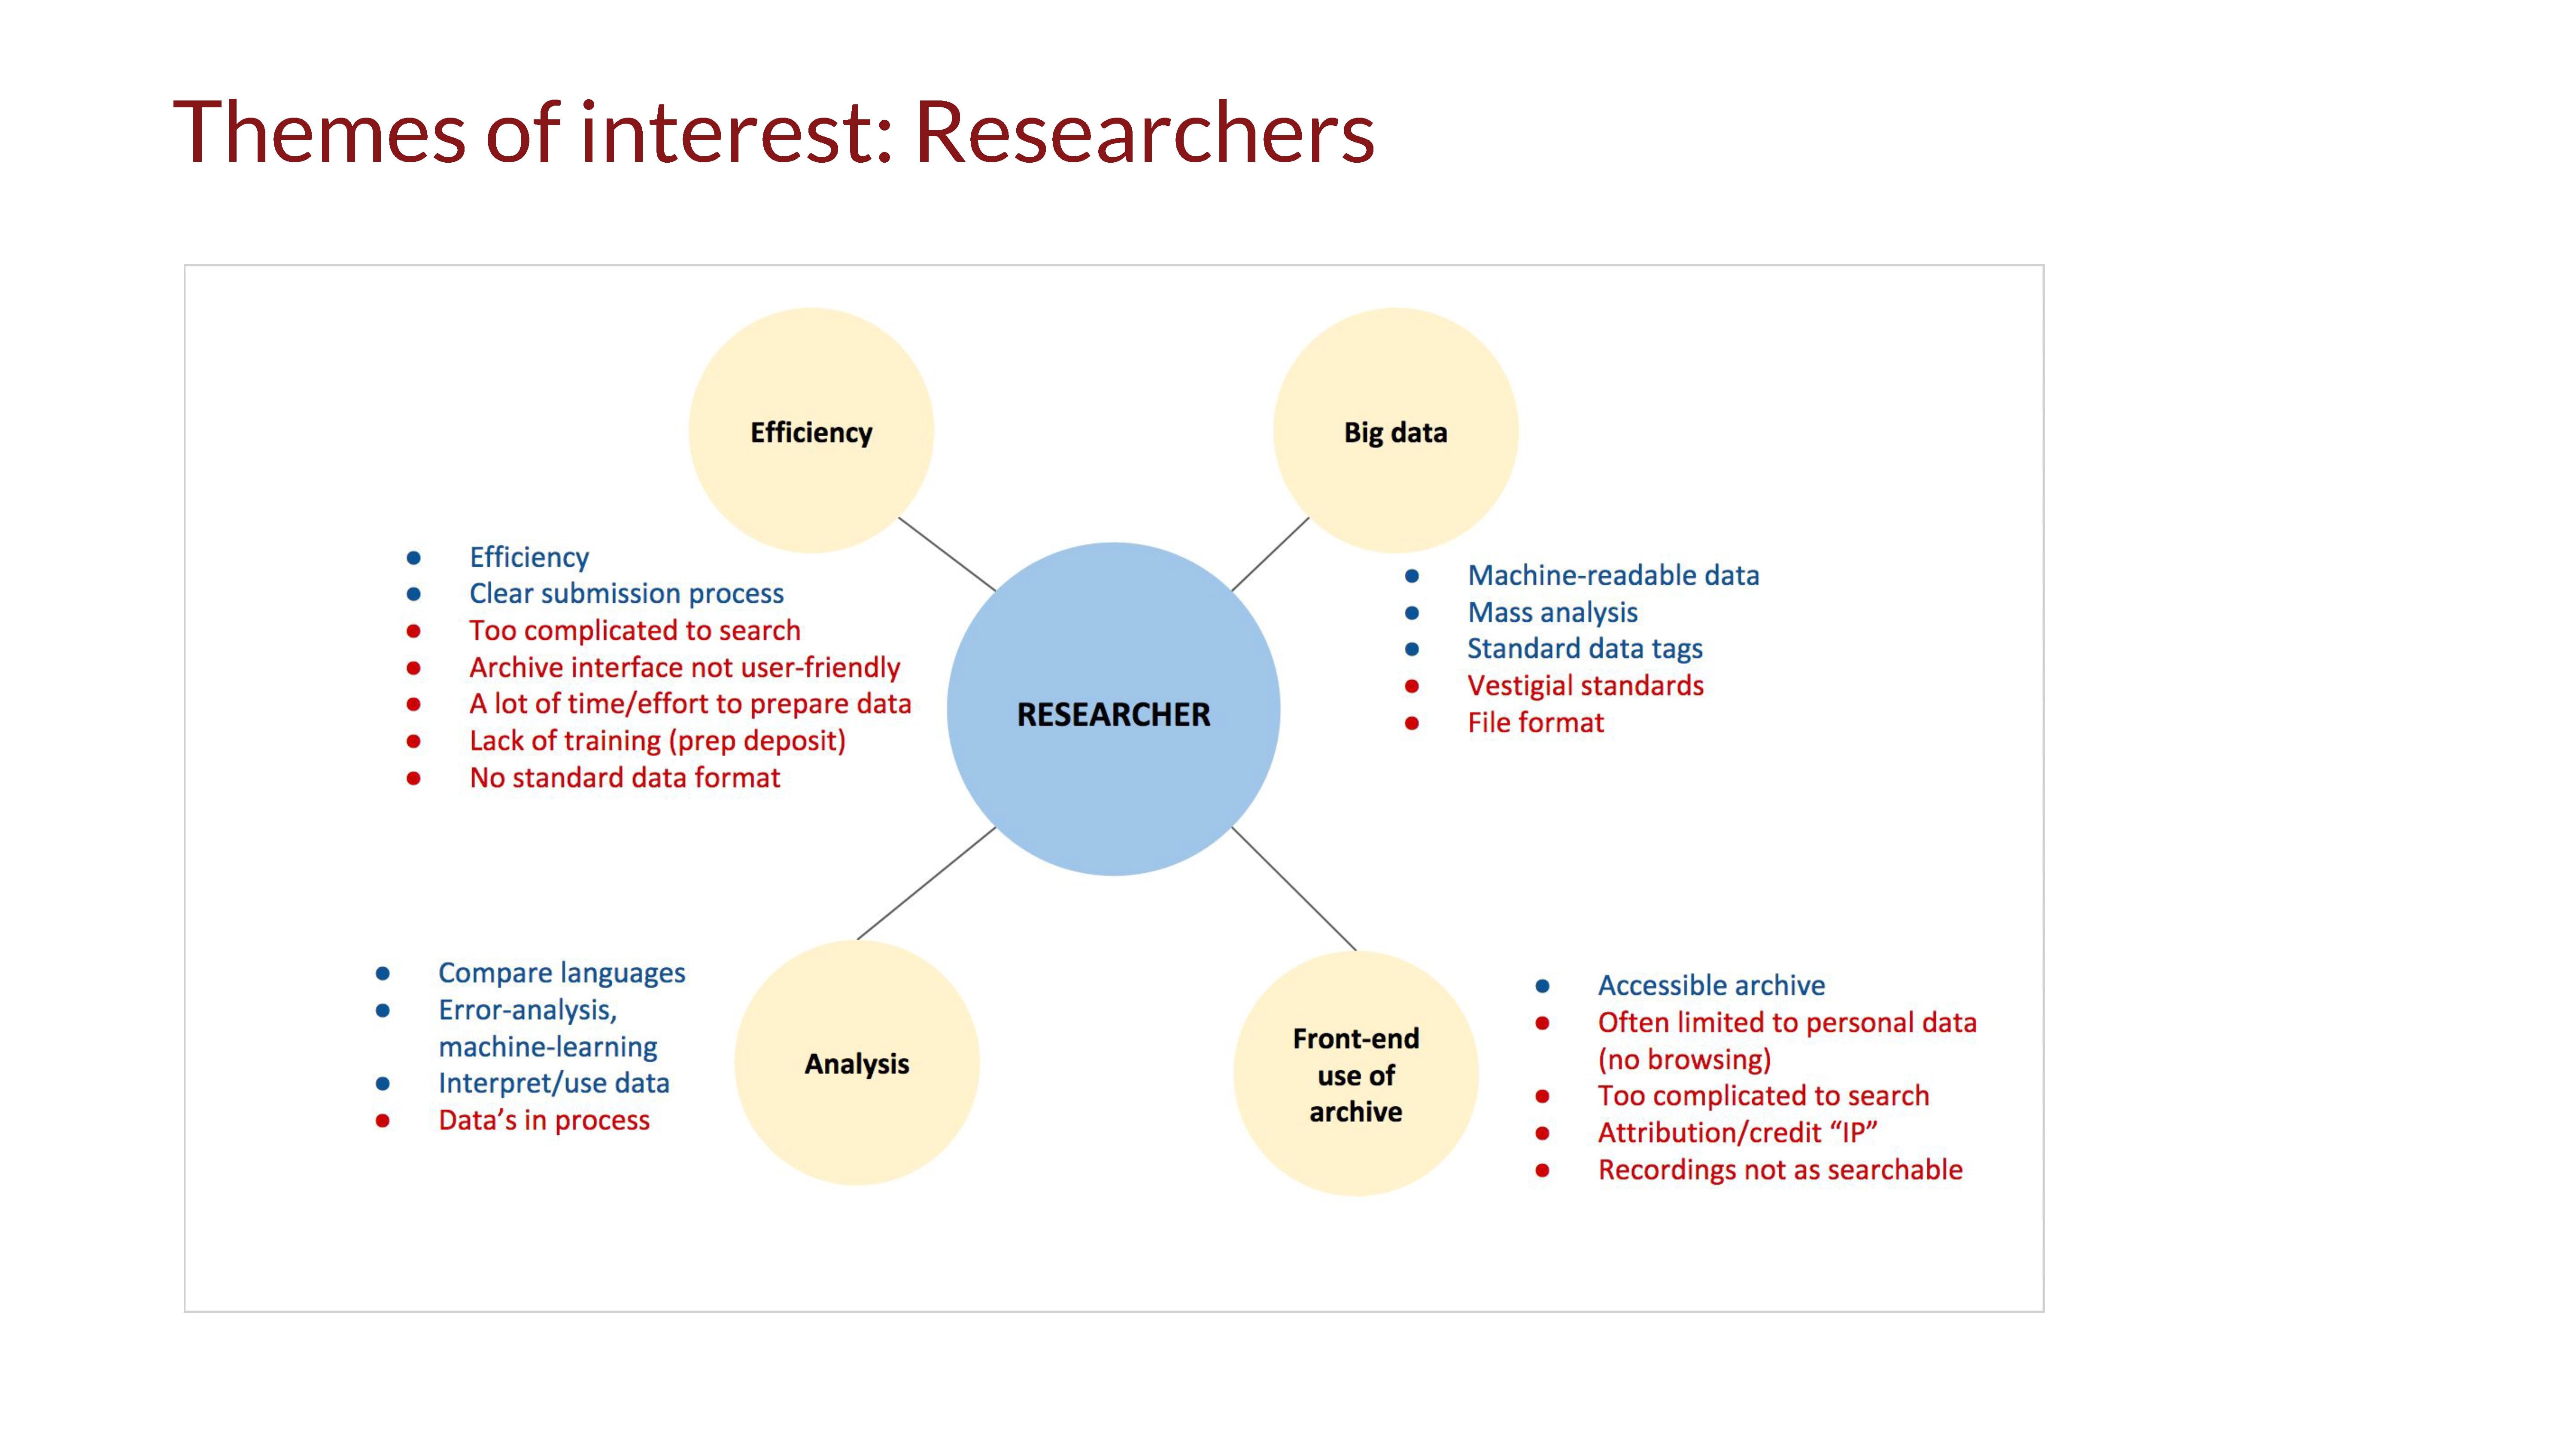 Themes of interest: Researchers
Efficiency
Big data
● Efficiency
● Clear submission process
● Too complicated to search
● Archive interface not user-friendly
● A lot of time/effort to prepare data
● Lack of training (prep deposit)
● No standard data format
RESEARCHER
● Machine-readable data
● Mass analysis
● Standard data tags
● Vestigial standards
● File format
● Compare languages
● Error-analysis,
machine-learning
● Interpret/use data
● Data’s in process
Analysis
Front-end
use of
archive
● Accessible archive
● Often limited to personal data
(no browsing)
● Too complicated to search
● Attribution/credit “IP”
● Recordings not as searchable